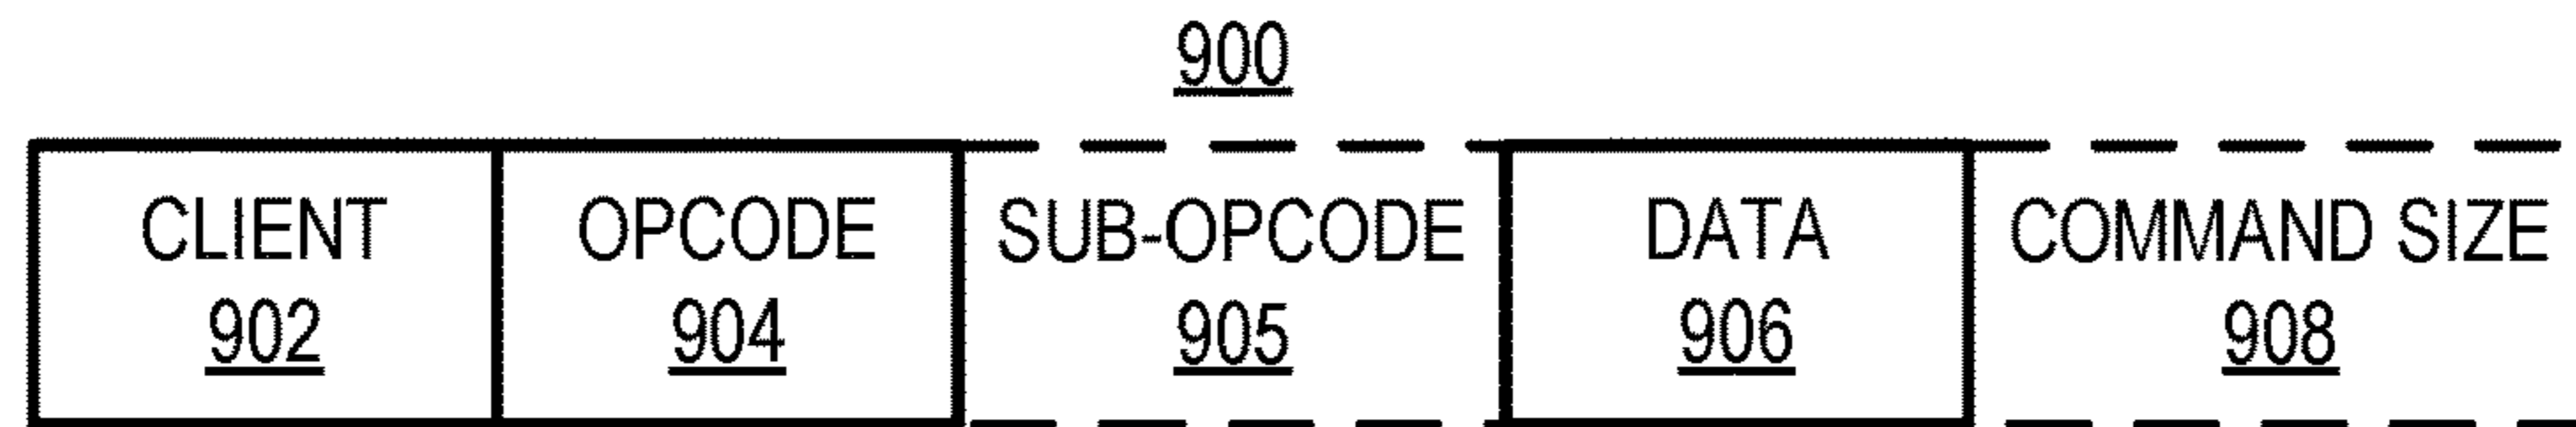 900
CLIENT OPCODE SUB-OPCODE DATA COMMAND SIZE
902 904 905 906 908